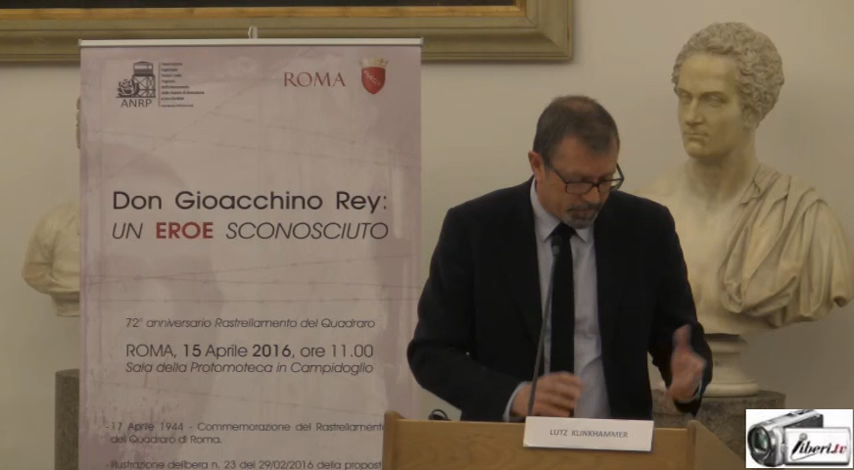 ANRP
ROMA
Don Gioacchino Rey:
UN EROE SCONOSCIUTO
72° anniversario Rastrellamento del Quadraro
ROMA, 15 Aprile 2016, ore 11.00
Sala della Protomoteca in Campidoglio
- 17 Aprile 1944 - Commemorazione del Rastrellamento
del Quadraro di Roma.
- Illustrazione delibera n. 23 del 29/02/2016 della proposta
LUTZ KLINKHAMMER
liberi.tv